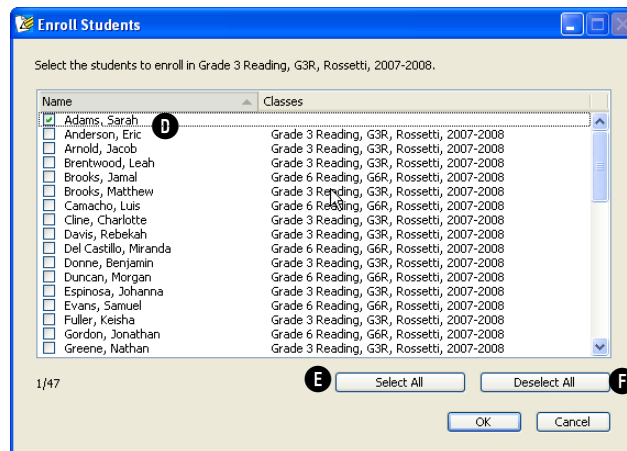 Enroll Students
Select the students to enroll in Grade 3 Reading, G3R, Rossetti, 2007-2008.
Name Classes
Adams, Sarah D
Anderson, Eric Grade 3 Reading, G3R, Rossetti, 2007-2008
Arnold, Jacob Grade 3 Reading, G3R, Rossetti, 2007-2008
Brentwood, Leah Grade 3 Reading, G3R, Rossetti, 2007-2008
Brooks, Jamal Grade 6 Reading, G6R, Rossetti, 2007-2008
Brooks, Matthew Grade 3 Reading, G3R, Rossetti, 2007-2008
Camacho, Luis Grade 6 Reading, G6R, Rossetti, 2007-2008
Cline, Charlotte Grade 3 Reading, G3R, Rossetti, 2007-2008
Davis, Rebekah Grade 3 Reading, G3R, Rossetti, 2007-2008
Del Castillo, Miranda Grade 6 Reading, G6R, Rossetti, 2007-2008
Donne, Benjamin Grade 3 Reading, G3R, Rossetti, 2007-2008
Duncan, Morgan Grade 6 Reading, G6R, Rossetti, 2007-2008
Espinosa, Johanna Grade 3 Reading, G3R, Rossetti, 2007-2008
Evans, Samuel Grade 6 Reading, G6R, Rossetti, 2007-2008
Fuller, Keisha Grade 3 Reading, G3R, Rossetti, 2007-2008
Gordon, Jonathan Grade 6 Reading, G6R, Rossetti, 2007-2008
Greene, Nathan Grade 3 Reading, G3R, Rossetti, 2007-2008
1/47 E Select All Deselect All F
OK Cancel